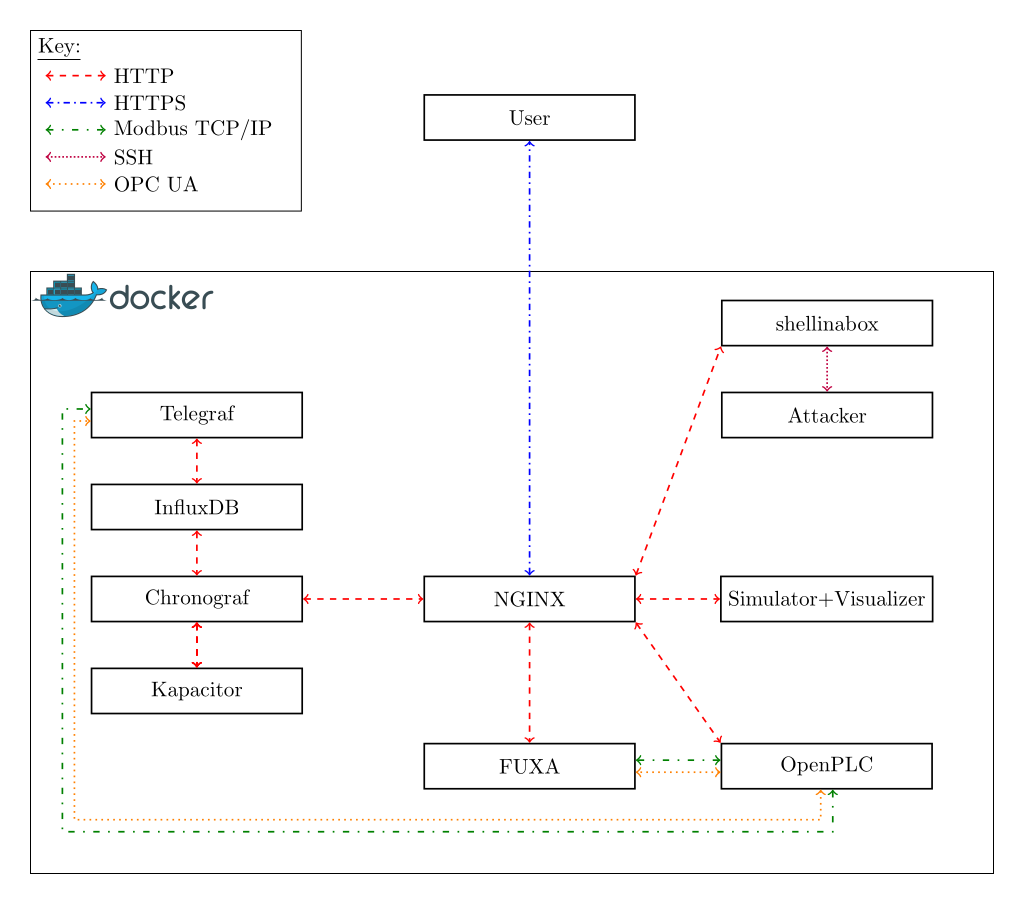 Key:
HTTP
HTTPS
Modbus TCP/IP
SSH
OPC UA
User
docker
shellinabox
Attacker
Telegraf
InfluxDB
Chronograf
NGINX
Simulator+Visualizer
Kapacitor
FUXA
OpenPLC